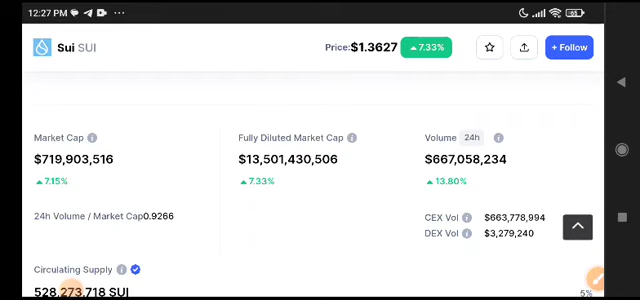 12:27 PM
63
Sui SUI
Price:$1.3627
7.33%
+ Follow
Market Cap
Fully Diluted Market Cap
Volume 24h
$719,903,516
$13,501,430,506
$667,058,234
7.15%
7.33%
13.80%
24h Volume / Market Cap0.9266
CEX Vol $663,778,994
DEX Vol $3,279,240
Circulating Supply
528,273,718 SUI
5%